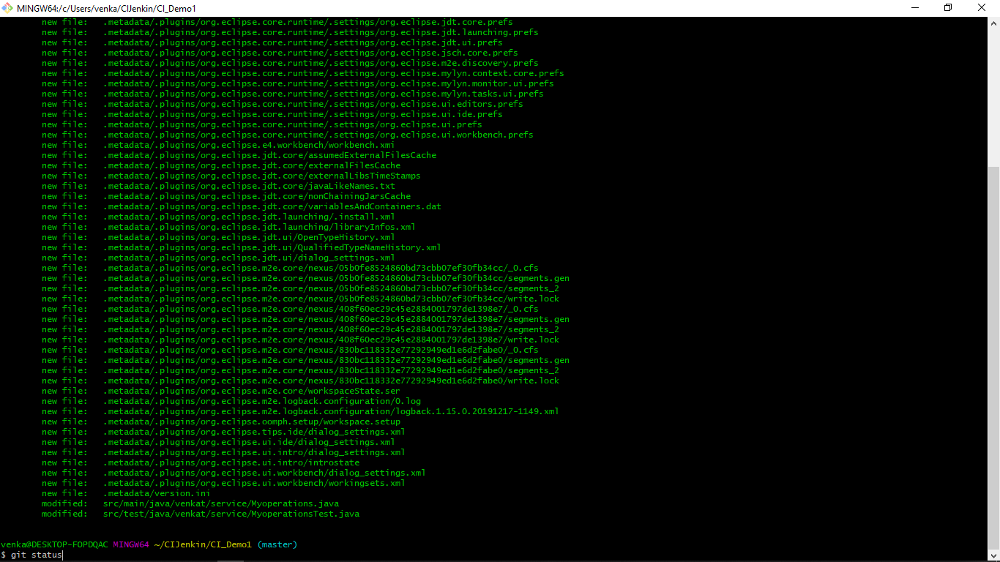 MINGW64:/c/Users/venka/CIJenkin/CI_Demo1
new file:   .metadata/.plugins/org.eclipse.core.runtime/.settings/org.eclipse.jdt.core.prefs
new file:   .metadata/.plugins/org.eclipse.core.runtime/.settings/org.eclipse.jdt.launching.prefs
new file:   .metadata/.plugins/org.eclipse.core.runtime/.settings/org.eclipse.jdt.ui.prefs
new file:   .metadata/.plugins/org.eclipse.core.runtime/.settings/org.eclipse.jsch.core.prefs
new file:   .metadata/.plugins/org.eclipse.core.runtime/.settings/org.eclipse.m2e.discovery.prefs
new file:   .metadata/.plugins/org.eclipse.core.runtime/.settings/org.eclipse.mylyn.context.core.prefs
new file:   .metadata/.plugins/org.eclipse.core.runtime/.settings/org.eclipse.mylyn.monitor.ui.prefs
new file:   .metadata/.plugins/org.eclipse.core.runtime/.settings/org.eclipse.mylyn.tasks.ui.prefs
new file:   .metadata/.plugins/org.eclipse.core.runtime/.settings/org.eclipse.ui.editors.prefs
new file:   .metadata/.plugins/org.eclipse.core.runtime/.settings/org.eclipse.ui.ide.prefs
new file:   .metadata/.plugins/org.eclipse.core.runtime/.settings/org.eclipse.ui.prefs
new file:   .metadata/.plugins/org.eclipse.core.runtime/.settings/org.eclipse.ui.workbench.prefs
new file:   .metadata/.plugins/org.eclipse.e4.workbench/workbench.xmi
new file:   .metadata/.plugins/org.eclipse.jdt.core/assumedExternalFilesCache
new file:   .metadata/.plugins/org.eclipse.jdt.core/externalFilesCache
new file:   .metadata/.plugins/org.eclipse.jdt.core/externalLibsTimeStamps
new file:   .metadata/.plugins/org.eclipse.jdt.core/javaLikeNames.txt
new file:   .metadata/.plugins/org.eclipse.jdt.core/nonChainingJarsCache
new file:   .metadata/.plugins/org.eclipse.jdt.core/variablesAndContainers.dat
new file:   .metadata/.plugins/org.eclipse.jdt.launching/.install.xml
new file:   .metadata/.plugins/org.eclipse.jdt.launching/libraryInfos.xml
new file:   .metadata/.plugins/org.eclipse.jdt.ui/OpenTypeHistory.xml
new file:   .metadata/.plugins/org.eclipse.jdt.ui/QualifiedTypeNameHistory.xml
new file:   .metadata/.plugins/org.eclipse.jdt.ui/dialog_settings.xml
new file:   .metadata/.plugins/org.eclipse.m2e.core/nexus/05b0fe8524860bd73cbb07ef30fb34cc/_0.cfs
new file:   .metadata/.plugins/org.eclipse.m2e.core/nexus/05b0fe8524860bd73cbb07ef30fb34cc/segments.gen
new file:   .metadata/.plugins/org.eclipse.m2e.core/nexus/05b0fe8524860bd73cbb07ef30fb34cc/segments_2
new file:   .metadata/.plugins/org.eclipse.m2e.core/nexus/05b0fe8524860bd73cbb07ef30fb34cc/write.lock
new file:   .metadata/.plugins/org.eclipse.m2e.core/nexus/408f60ec29c45e2884001797de1398e7/_0.cfs
new file:   .metadata/.plugins/org.eclipse.m2e.core/nexus/408f60ec29c45e2884001797de1398e7/segments.gen
new file:   .metadata/.plugins/org.eclipse.m2e.core/nexus/408f60ec29c45e2884001797de1398e7/segments_2
new file:   .metadata/.plugins/org.eclipse.m2e.core/nexus/408f60ec29c45e2884001797de1398e7/write.lock
new file:   .metadata/.plugins/org.eclipse.m2e.core/nexus/830bc118332e77292949ed1e6d2fabe0/_0.cfs
new file:   .metadata/.plugins/org.eclipse.m2e.core/nexus/830bc118332e77292949ed1e6d2fabe0/segments.gen
new file:   .metadata/.plugins/org.eclipse.m2e.core/nexus/830bc118332e77292949ed1e6d2fabe0/segments_2
new file:   .metadata/.plugins/org.eclipse.m2e.core/nexus/830bc118332e77292949ed1e6d2fabe0/write.lock
new file:   .metadata/.plugins/org.eclipse.m2e.core/workspaceState.ser
new file:   .metadata/.plugins/org.eclipse.m2e.logback.configuration/0.log
new file:   .metadata/.plugins/org.eclipse.m2e.logback.configuration/logback.1.15.0.20191217-1149.xml
new file:   .metadata/.plugins/org.eclipse.oomph.setup/workspace.setup
new file:   .metadata/.plugins/org.eclipse.tips.ide/dialog_settings.xml
new file:   .metadata/.plugins/org.eclipse.ui.ide/dialog_settings.xml
new file:   .metadata/.plugins/org.eclipse.ui.intro/dialog_settings.xml
new file:   .metadata/.plugins/org.eclipse.ui.intro/introstate
new file:   .metadata/.plugins/org.eclipse.ui.workbench/dialog_settings.xml
new file:   .metadata/.plugins/org.eclipse.ui.workbench/workingsets.xml
new file:   .metadata/version.ini
modified:   src/main/java/venkat/service/Myoperations.java
modified:   src/test/java/venkat/service/MyoperationsTest.java
venka@DESKTOP-FOPDQAC MINGW64 ~/CIJenkin/CI_Demo1 (master)
$ git status